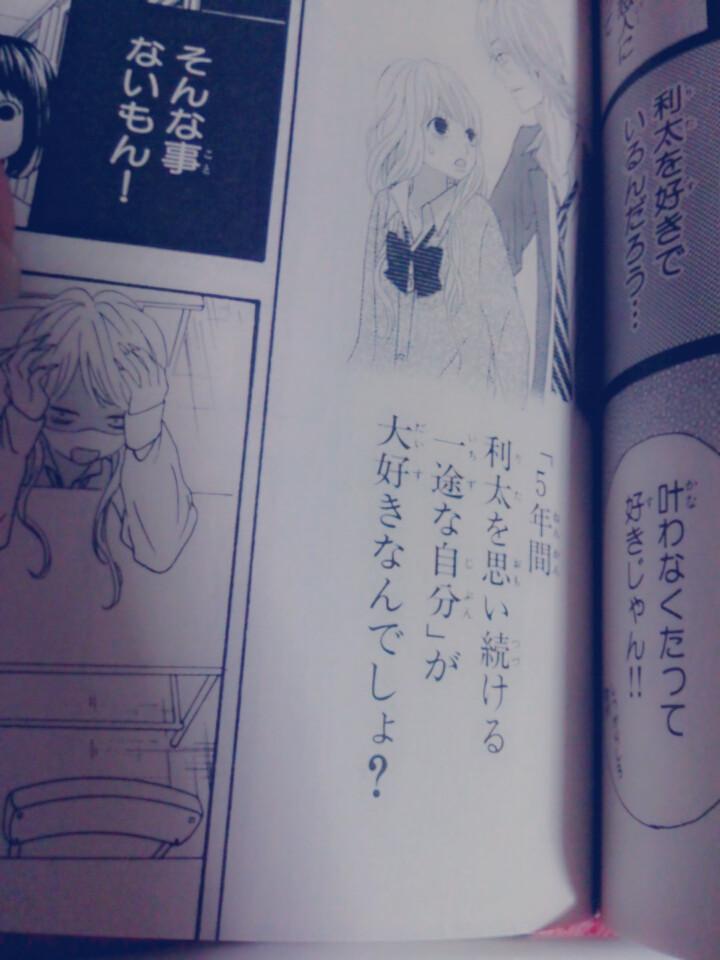 利太を好きで
いるんだろう…
叶わなくたって
好きじゃん!!
「5年間
利太を思い続ける
一途な自分」が
大好きなんでしょ?
そんな事
ないもん!